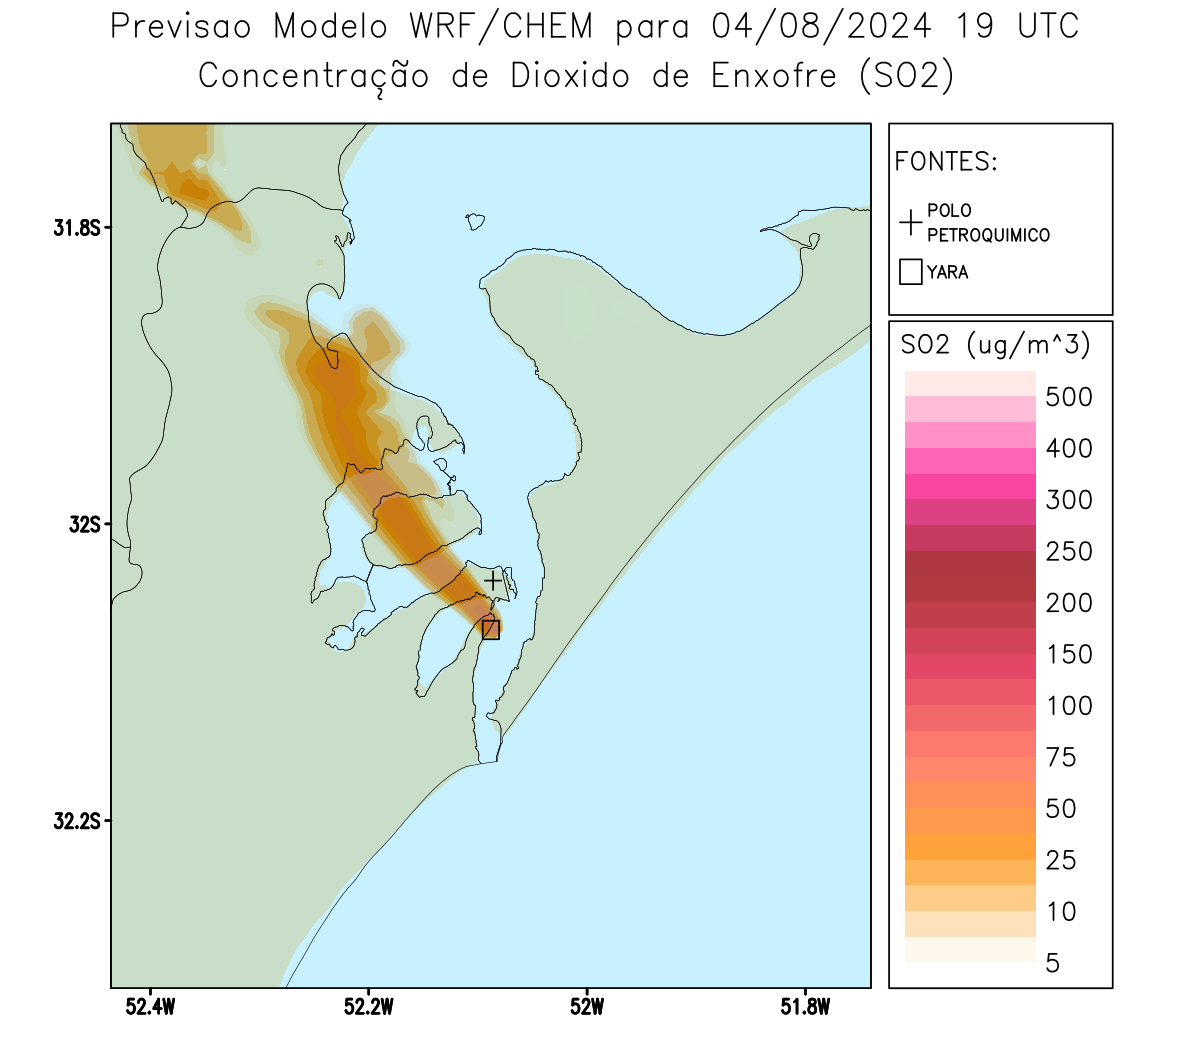 Previsao Modelo WRF/CHEM para 04/08/2024 19 UTC
Concentração de Dioxido de Enxofre (SO2)
FONTES:
POLO
PETROQUIMICO
YARA
SO2 (ug/m^3)
500
400
300
250
200
150
100
75
50
25
10
5
31.8S
32S
32.2S
52.4W
52.2W
52W
51.8W